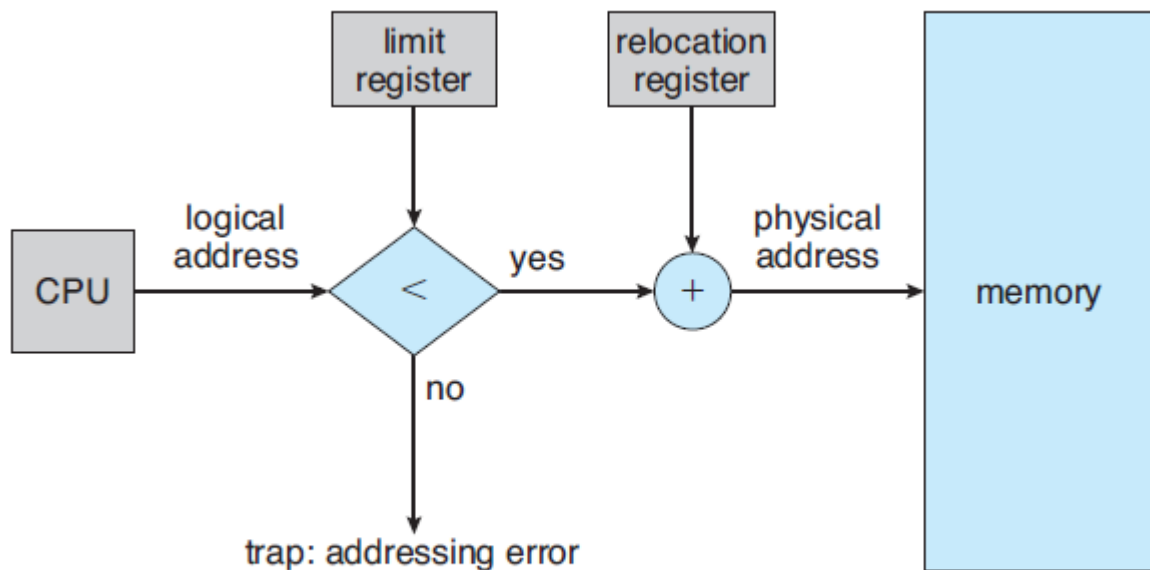 limit
register
relocation
register
logical
address
physical
address
CPU
<
yes
+
memory
no
trap: addressing error